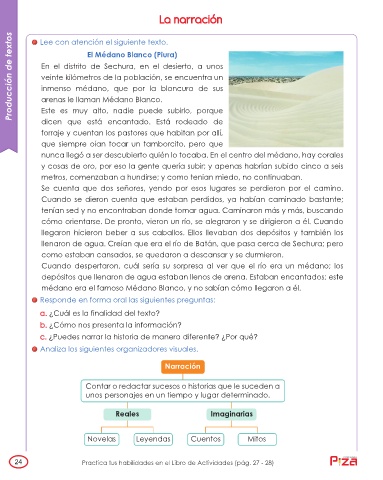 La narración
Producción de textos
Lee con atención el siguiente texto.
El Médano Blanco (Piura)
En el distrito de Sechura, en el desierto, a unos
veinte kilómetros de la población, se encuentra un
inmenso médano, que por la blancura de sus
arenas le llaman Médano Blanco.
Este es muy alto, nadie puede subirlo, porque
dicen que está encantado. Está rodeado de
forraje y cuentan los pastores que habitan por allí,
que siempre oían tocar un tamborcito, pero que
nunca llegó a ser descubierto quién lo tocaba. En el centro del médano, hay corales
y cosas de oro, por eso la gente quería subir; y apenas habrían subido cinco a seis
metros, comenzaban a hundirse; y como tenían miedo, no continuaban.
Se cuenta que dos señores, yendo por esos lugares se perdieron por el camino.
Cuando se dieron cuenta que estaban perdidos, ya habían caminado bastante;
tenían sed y no encontraban donde tomar agua. Caminaron más y más, buscando
cómo orientarse. De pronto, vieron un río, se alegraron y se dirigieron a él. Cuando
llegaron hicieron beber a sus caballos. Ellos llevaban dos depósitos y también los
llenaron de agua. Creían que era el río de Batán, que pasa cerca de Sechura; pero
como estaban cansados, se quedaron a descansar y se durmieron.
Cuando despertaron, cuál sería su sorpresa al ver que el río era un médano; los
depósitos que llenaron de agua estaban llenos de arena. Estaban encantados; este
médano era el famoso Médano Blanco, y no sabían cómo llegaron a él.
Responde en forma oral las siguientes preguntas:
a. ¿Cuál es la finalidad del texto?
b. ¿Cómo nos presenta la información?
c. ¿Puedes narrar la historia de manera diferente? ¿Por qué?
Analiza los siguientes organizadores visuales.
Narración
Contar o redactar sucesos o historias que le suceden a
unos personajes en un tiempo y lugar determinado.
Reales Imaginarias
Novelas Leyendas Cuentos Mitos
24 Practica tus habilidades en el Libro de Actividades (pág. 27 - 28) Piza